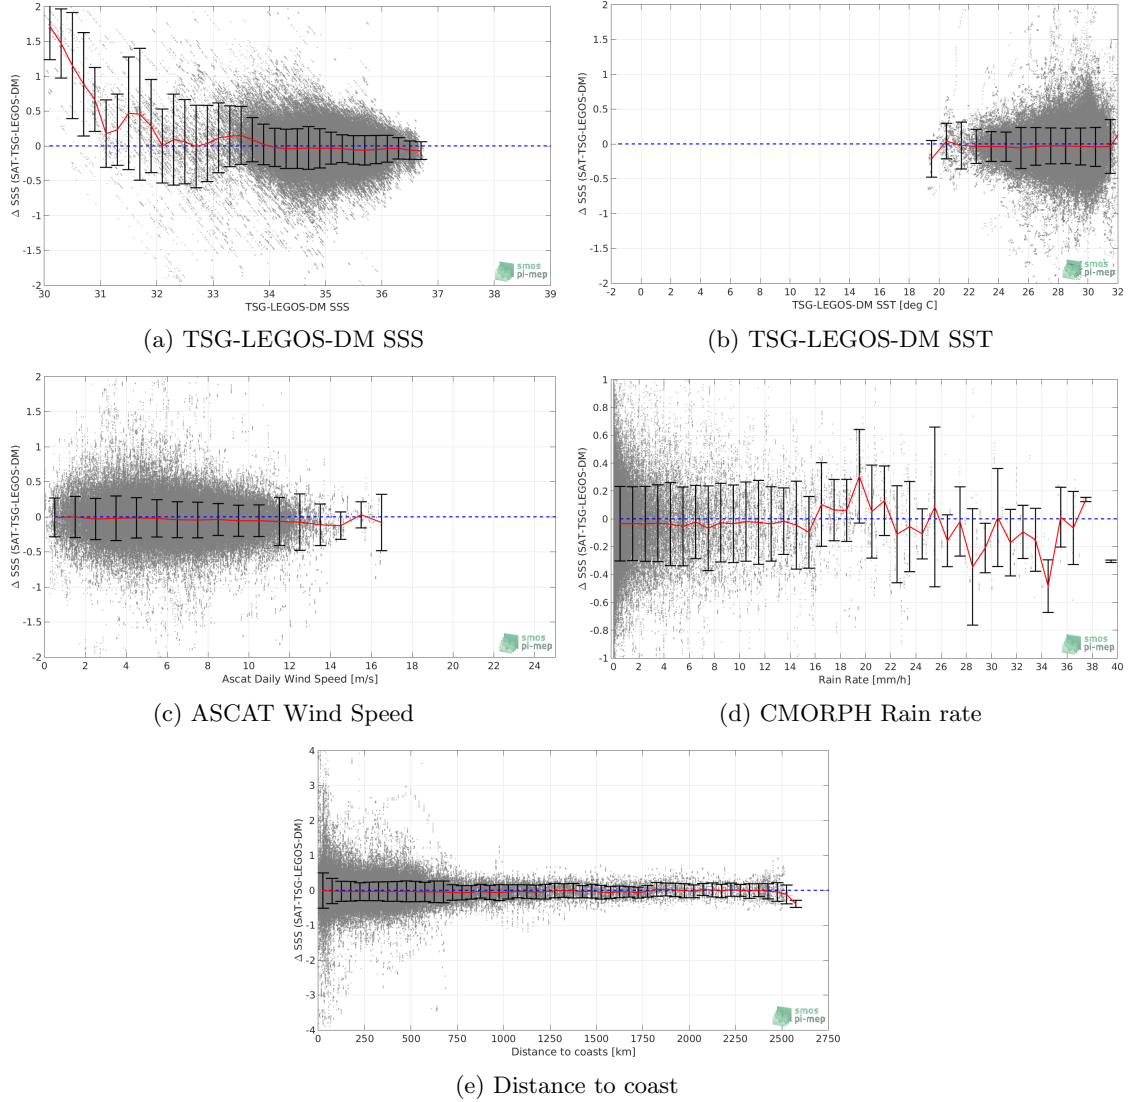 2
1.5
1
0.5
0
-0.5
-1
-1.5
-2
Δ SSS (SAT-TSG-LEGOS-DM)
30 31 32 33 34 35 36 37 38 39
TSG-LEGOS-DM SSS
smos
pi-mep
(a) TSG-LEGOS-DM SSS
2
1.5
1
0.5
0
-0.5
-1
-1.5
-2
Δ SSS (SAT-TSG-LEGOS-DM)
-2 0 2 4 6 8 10 12 14 16 18 20 22 24 26 28 30 32
TSG-LEGOS-DM SST [deg C]
smos
pi-mep
(b) TSG-LEGOS-DM SST
2
1.5
1
0.5
0
-0.5
-1
-1.5
-2
Δ SSS (SAT-TSG-LEGOS-DM)
0 2 4 6 8 10 12 14 16 18 20 22 24
Ascat Daily Wind Speed [m/s]
smos
pi-mep
(c) ASCAT Wind Speed
1
0.8
0.6
0.4
0.2
0
-0.2
-0.4
-0.6
-0.8
-1
Δ SSS (SAT-TSG-LEGOS-DM)
0 2 4 6 8 10 12 14 16 18 20 22 24 26 28 30 32 34 36 38 40
Rain Rate [mm/h]
smos
pi-mep
(d) CMORPH Rain rate
4
3
2
1
0
-1
-2
-3
-4
Δ SSS (SAT-TSG-LEGOS-DM)
0 250 500 750 1000 1250 1500 1750 2000 2250 2500 2750
Distance to coasts [km]
smos
pi-mep
(e) Distance to coast